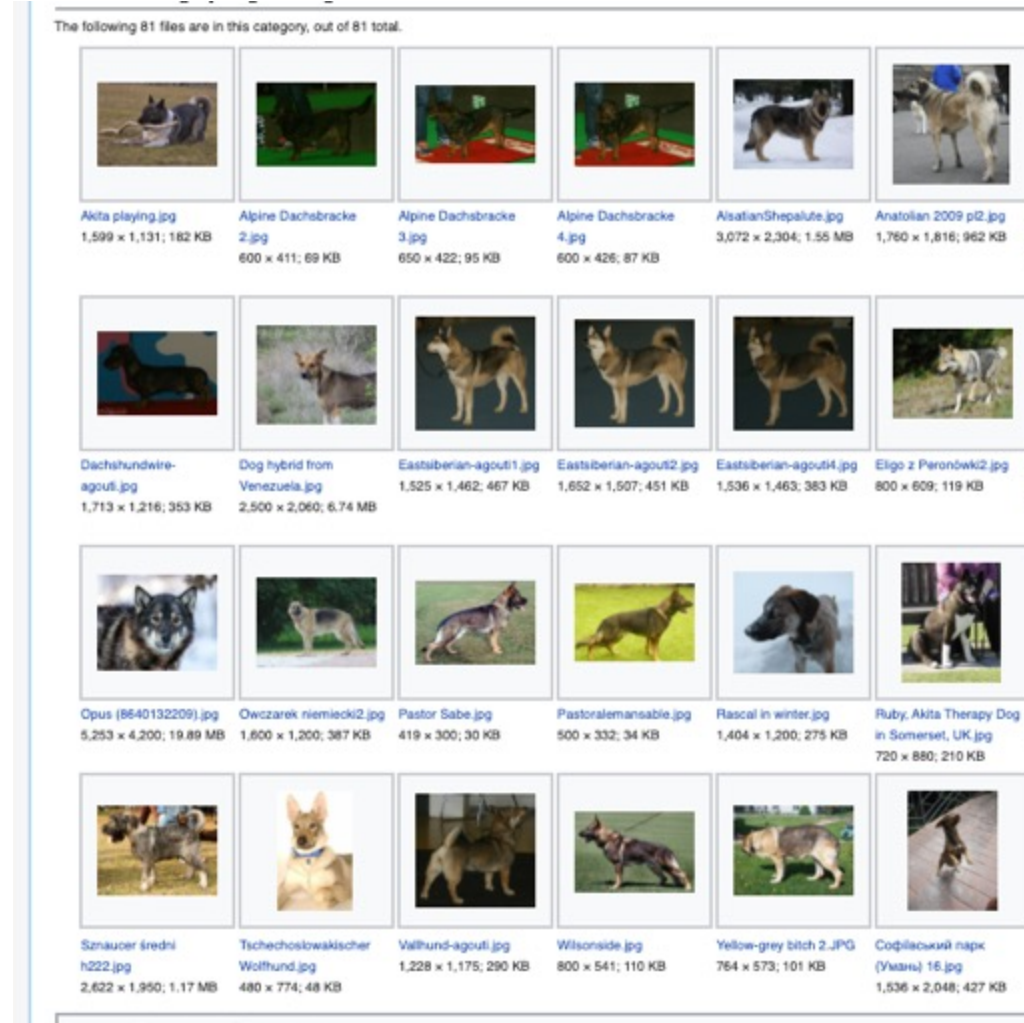 The following 81 files are in this category, out of 81 total.
Akita playing.jpg
1,599 × 1,131; 182 KB
Alpine Dachsbracke
2.jpg
600 × 411; 69 KB
Alpine Dachsbracke
3.jpg
650 × 422; 95 KB
Alpine Dachsbracke
4.jpg
600 × 426; 87 KB
AlsatianShepalute.jpg
3,072 × 2,304; 1.55 MB
Anatolian 2009 pl2.jpg
1,760 × 1,816; 962 KB
Dachshundwire-
agouti.jpg
1,713 × 1,216; 353 KB
Dog hybrid from
Venezuela.jpg
2,500 × 2,060; 6.74 MB
Eastsiberian-agouti1.jpg
1,525 × 1,462; 467 KB
Eastsiberian-agouti2.jpg
1,652 × 1,507; 451 KB
Eastsiberian-agouti4.jpg
1,536 × 1,463; 383 KB
Eligo z Peronówki2.jpg
800 × 609; 119 KB
Opus (8640132209).jpg
5,253 × 4,200; 19.89 MB
Owczarek niemiecki2.jpg
1,600 × 1,200; 387 KB
Pastor Sabe.jpg
419 × 300; 30 KB
Pastoralemansable.jpg
500 × 332; 34 KB
Rascal in winter.jpg
1,404 × 1,200; 275 KB
Ruby, Akita Therapy Dog
in Somerset, UK.jpg
720 × 880; 210 KB
Sznaucer średni
h222.jpg
2,622 × 1,950; 1.17 MB
Tschechoslowakischer
Wolfhund.jpg
480 × 774; 48 KB
Vallhund-agouti.jpg
1,228 × 1,175; 290 KB
Wilsonside.jpg
800 × 541; 110 KB
Yellow-grey bitch 2.JPG
764 × 573; 101 KB
Софіївський парк
(Умань) 16.jpg
1,536 × 2,048; 427 KB